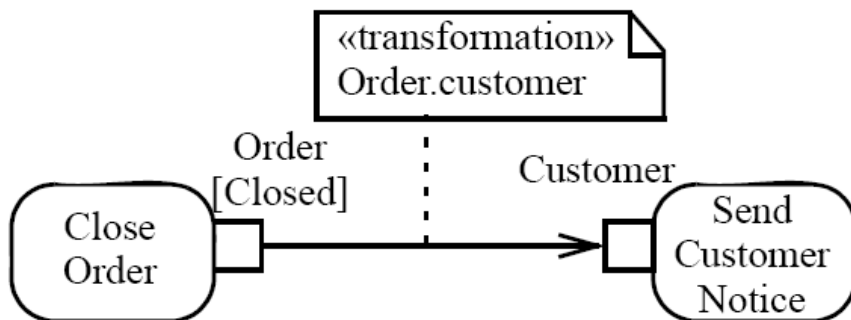 «transformation»
Order.customer
Order
[Closed]
Customer
Close
Order
Send
Customer
Notice